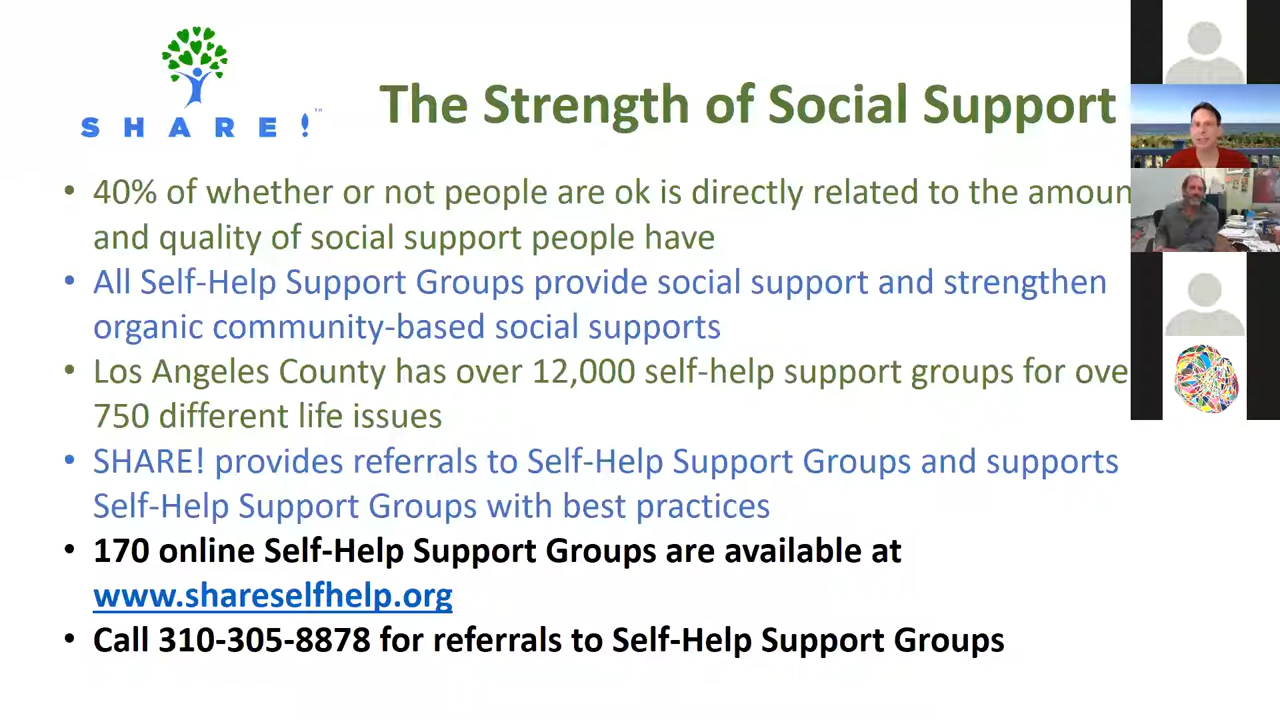 SHARE!™
The Strength of Social Support
• 40% of whether or not people are ok is directly related to the amoun
and quality of social support people have
• All Self-Help Support Groups provide social support and strengthen
organic community-based social supports
• Los Angeles County has over 12,000 self-help support groups for ove
750 different life issues
• SHARE! provides referrals to Self-Help Support Groups and supports
Self-Help Support Groups with best practices
• 170 online Self-Help Support Groups are available at
www.shareselfhelp.org
• Call 310-305-8878 for referrals to Self-Help Support Groups